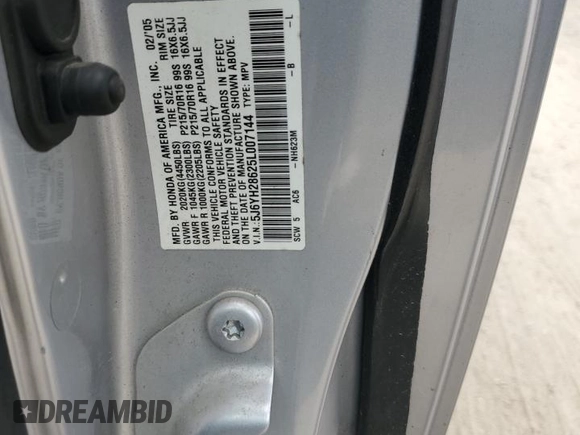 MFD. BY HONDA OF AMERICA MFG., INC. 02/'05
TIRE SIZE RIM SIZE
GVWR 2020KG(4450LBS) P215/70R16 99S 16X6.5JJ
GAWR F 1045KG(2300LBS) P215/70R16 99S 16X6.5JJ
GAWR R 1000KG(2205LBS)
THIS VEHICLE CONFORMS TO ALL APPLICABLE
FEDERAL MOTOR VEHICLE SAFETY AND
THEFT PREVENTION STANDARDS IN EFFECT
ON THE DATE OF MANUFACTURE SHOWN ABOVE.
V.I.N.:5J6YH28625L007144 TYPE: MPV
SCW 5 AC6 -NH623M -B -L
DREAMBID